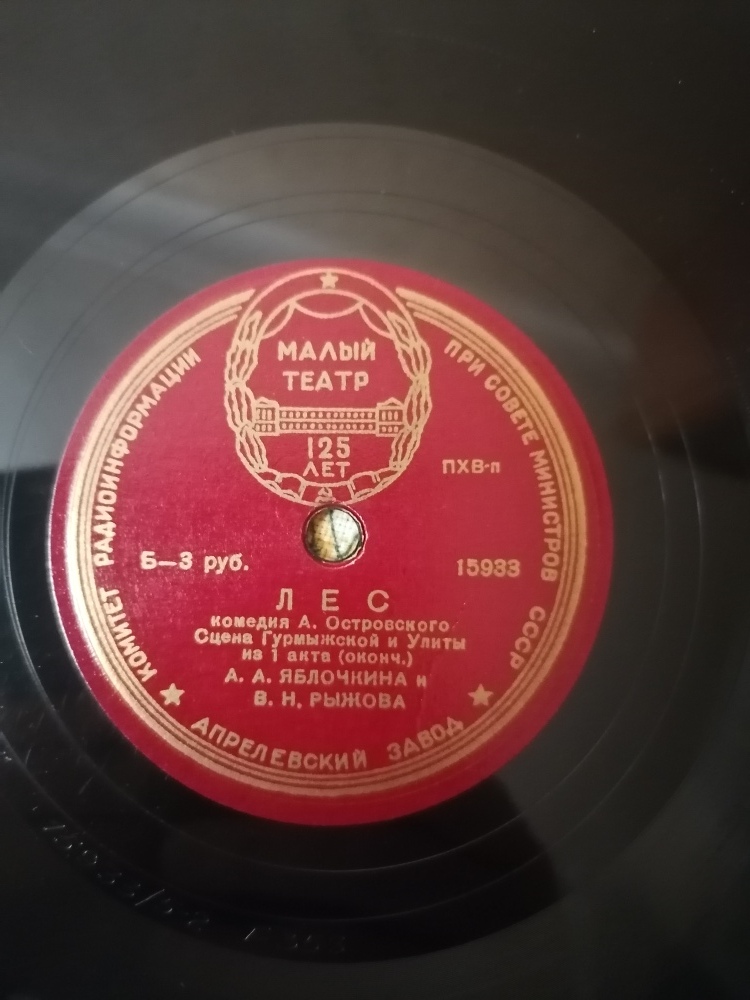 МАЛЫЙ
ТЕАТР
125
ЛЕТ
КОМИТЕТ РАДИОИНФОРМАЦИИ
ПРИ СОВЕТЕ МИНИСТРОВ СССР
ПХВ-п
Б—3 руб.
15933
ЛЕС
комедия А. Островского
Сцена Гурмыжской и Улиты
из 1 акта (оконч.)
А. А. ЯБЛОЧКИНА и
В. Н. РЫЖОВА
АПРЕЛЕВСКИЙ ЗАВОД